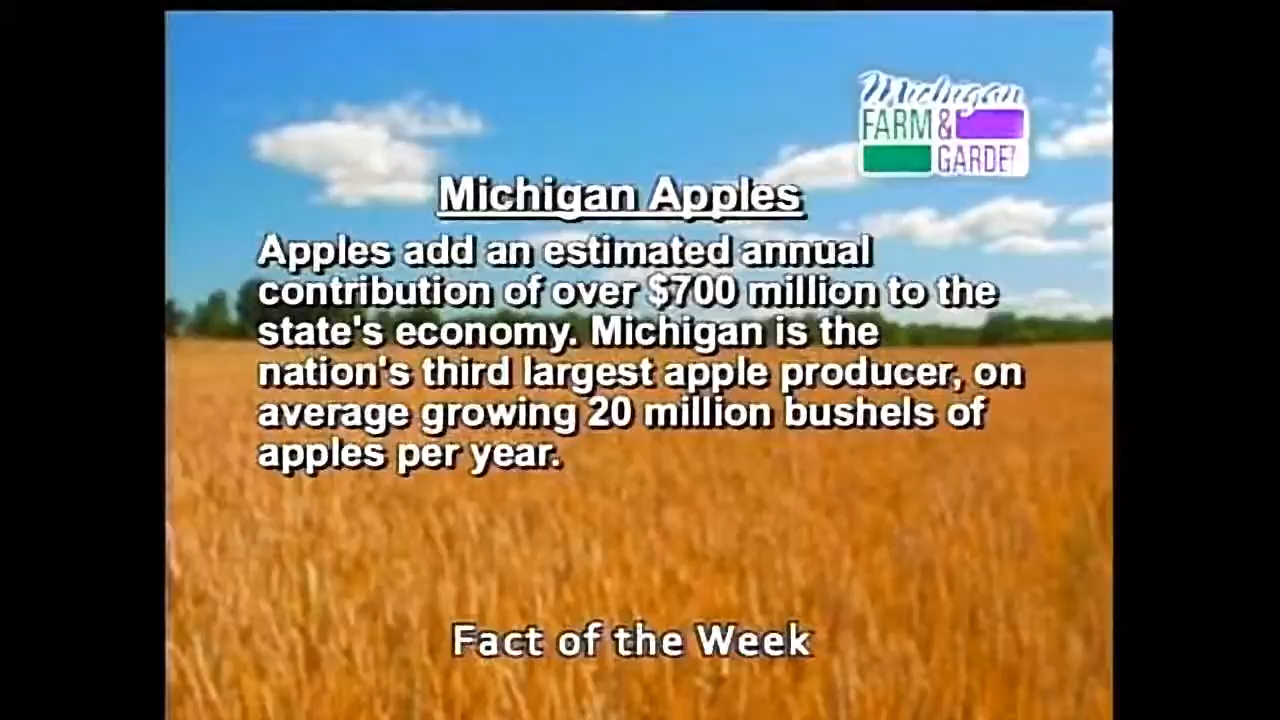 Michigan
FARM &
GARDE
Michigan Apples
Apples add an estimated annual
contribution of over $700 million to the
state's economy. Michigan is the
nation's third largest apple producer, on
average growing 20 million bushels of
apples per year.
Fact of the Week